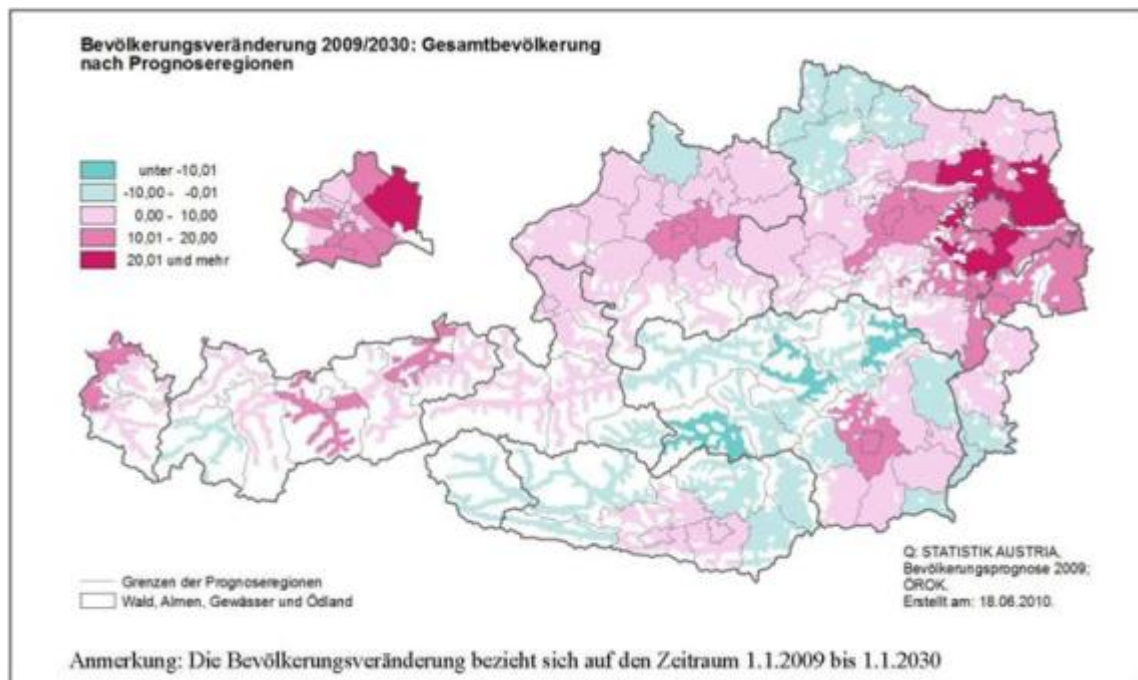 Bevölkerungsveränderung 2009/2030: Gesamtbevölkerung
nach Prognoseregionen
unter -10,01
-10,00 - -0,01
0,00 - 10,00
10,01 - 20,00
20,01 und mehr
Grenzen der Prognoseregionen
Wald, Almen, Gewässer und Ödland
Q: STATISTIK AUSTRIA,
Bevölkerungsprognose 2009;
ÖROK.
Erstellt am: 18.06.2010.
Anmerkung: Die Bevölkerungsveränderung bezieht sich auf den Zeitraum 1.1.2009 bis 1.1.2030